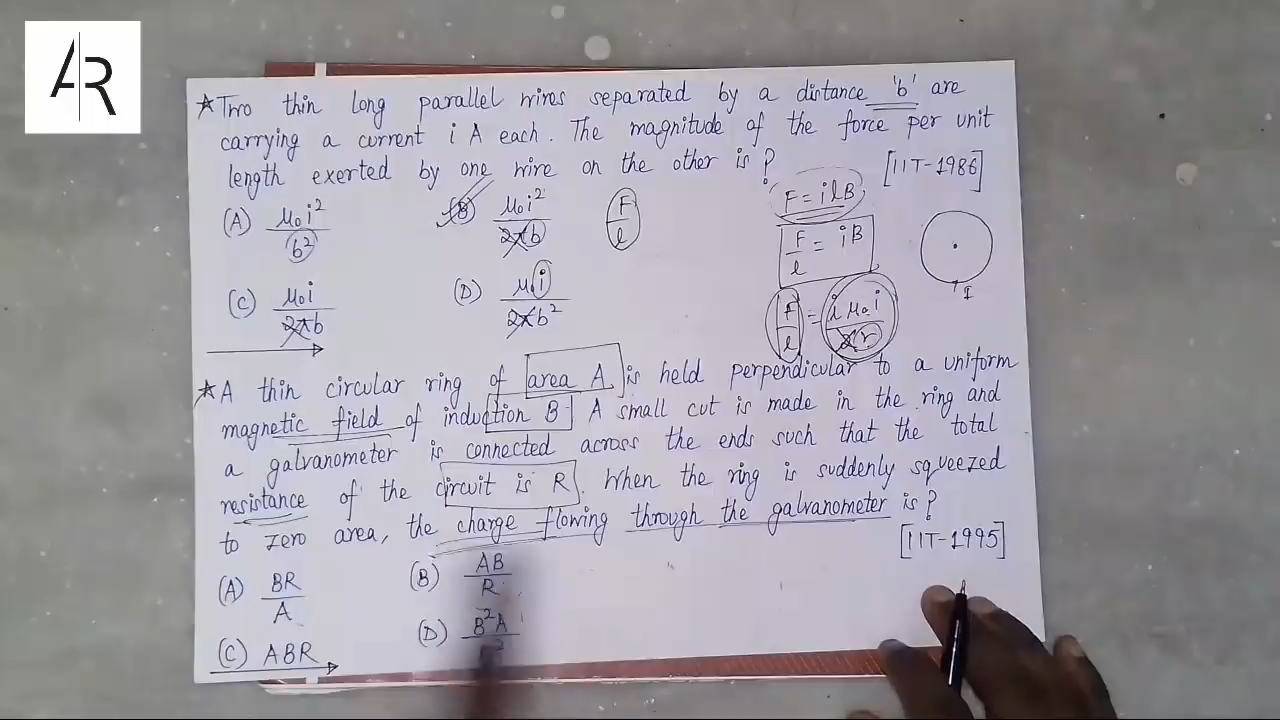 AR
★ Two thin long parallel wires separated by a distance 'b' are
carrying a current i A each. The magnitude of the force per unit
length exerted by one wire on the other is ?
[IIT-1986]
(A) μ₀i²/b²
(B) μ₀i²/2πb
F/l
F = ilB
F/l = iB
I
(C) μ₀i/2πb
(D) μ₀i/2πb²
F/l = i μ₀ i
★ A thin circular ring of area A is held perpendicular to a uniform
magnetic field of induction B. A small cut is made in the ring and
a galvanometer is connected across the ends such that the total
resistance of the circuit is R. When the ring is suddenly squeezed
to zero area, the charge flowing through the galvanometer is ?
[IIT-1995]
(A) BR/A
(B) AB/R
(C) ABR
(D) B²A